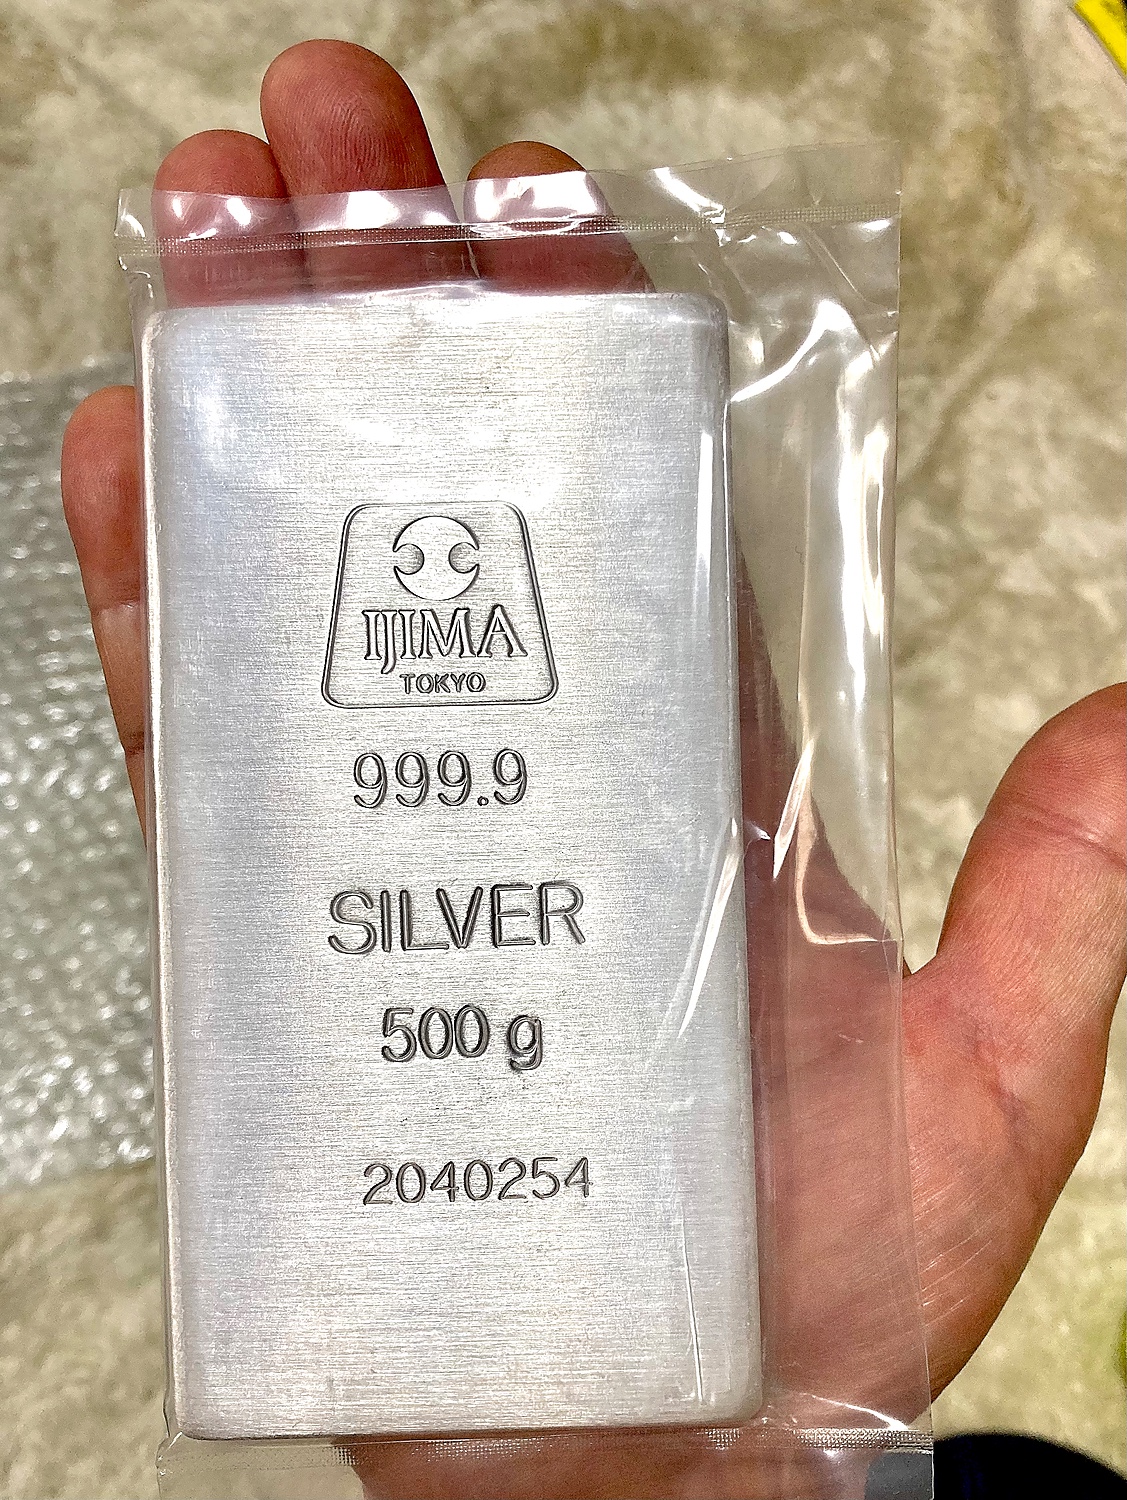 IJIMA
TOKYO
999.9
SILVER
500 g
2040254